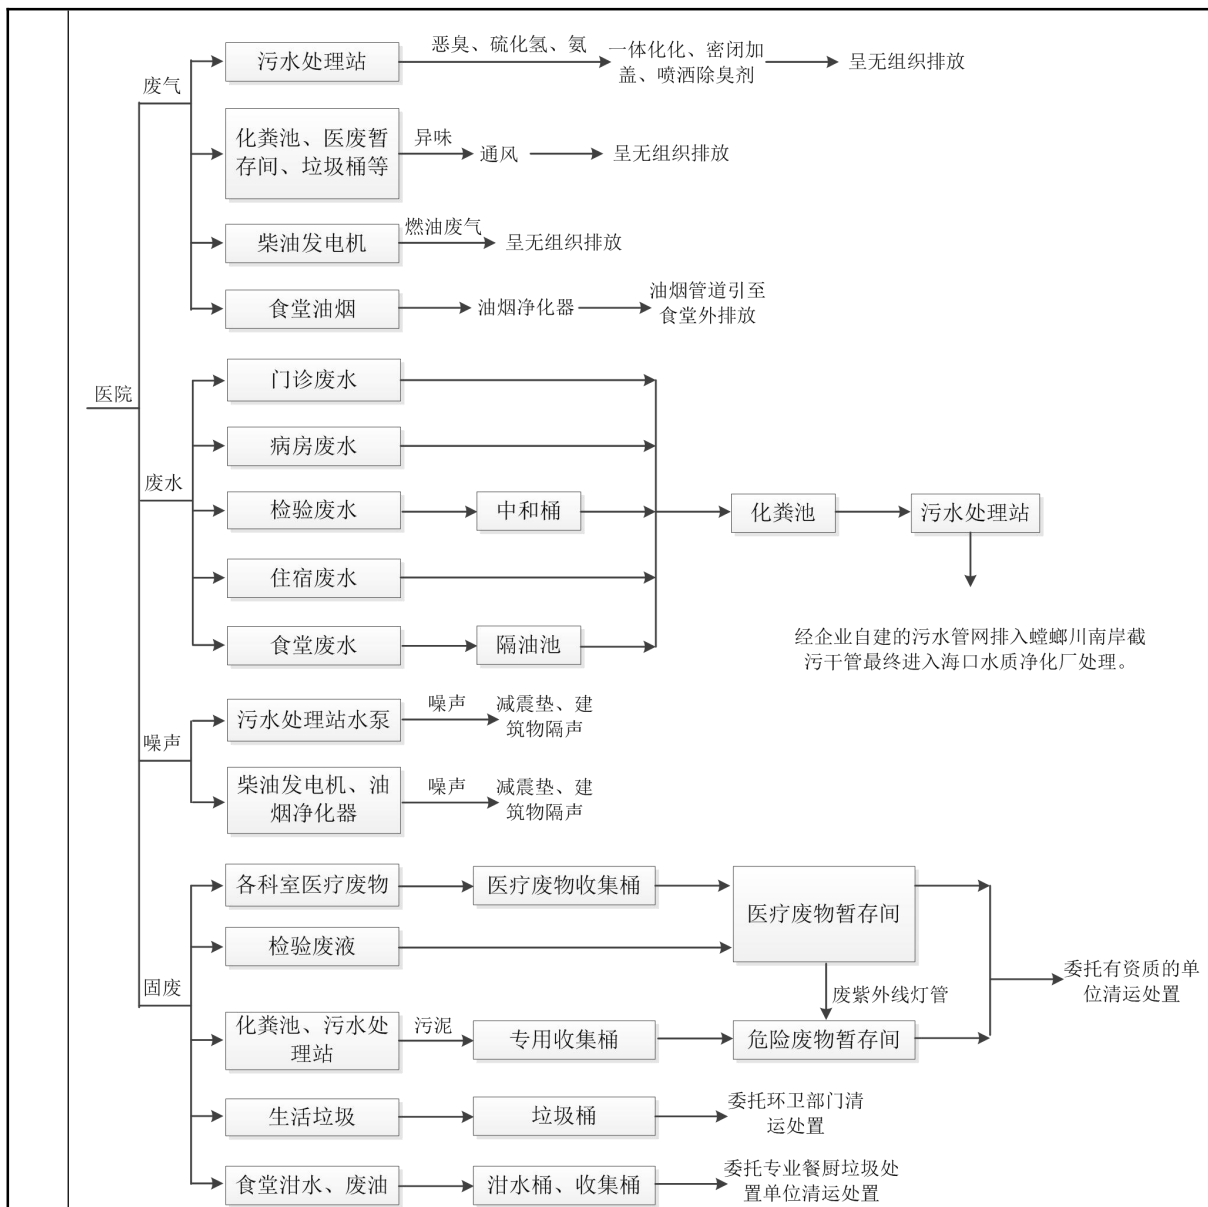 医院
废气
污水处理站
恶臭、硫化氢、氨
一体化化、密闭加
盖、喷洒除臭剂
呈无组织排放
化粪池、医废暂
存间、垃圾桶等
异味
通风
呈无组织排放
柴油发电机
燃油废气
呈无组织排放
食堂油烟
油烟净化器
油烟管道引至
食堂外排放
废水
门诊废水
病房废水
检验废水
中和桶
化粪池
污水处理站
住宿废水
食堂废水
隔油池
经企业自建的污水管网排入螳螂川南岸截
污干管最终进入海口水质净化厂处理。
噪声
污水处理站水泵
噪声
减震垫、建
筑物隔声
柴油发电机、油
烟净化器
噪声
减震垫、建
筑物隔声
固废
各科室医疗废物
医疗废物收集桶
医疗废物暂存间
检验废液
废紫外线灯管
委托有资质的单
位清运处置
化粪池、污水处
理站
污泥
专用收集桶
危险废物暂存间
生活垃圾
垃圾桶
委托环卫部门清
运处置
食堂泔水、废油
泔水桶、收集桶
委托专业餐厨垃圾处
置单位清运处置